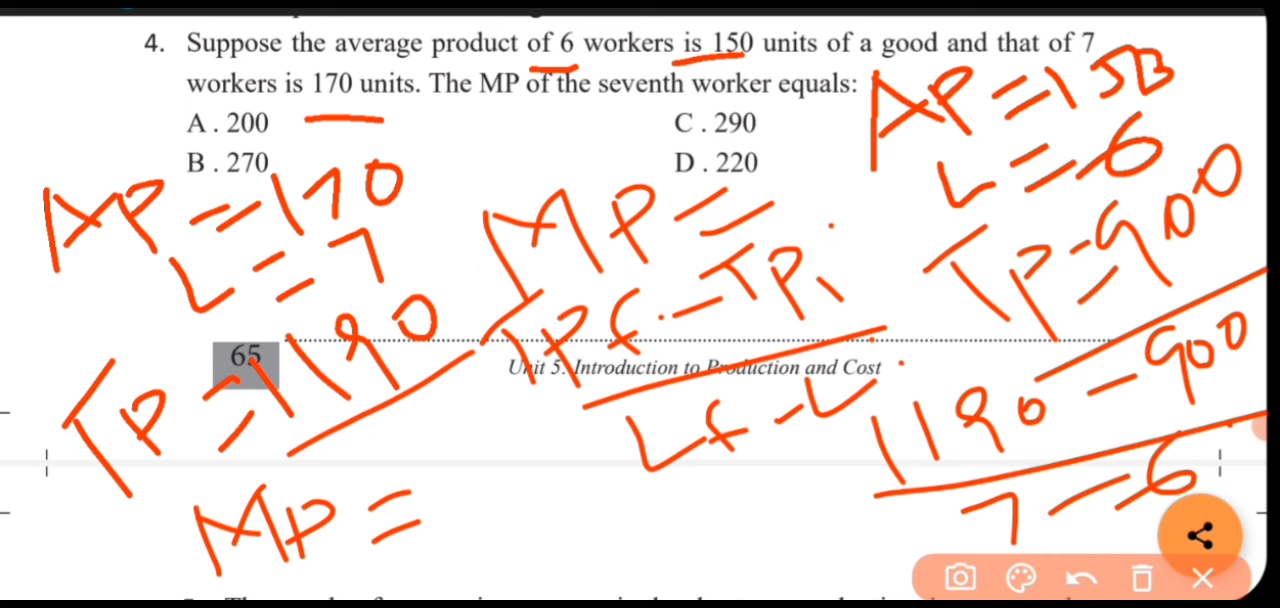 4. Suppose the average product of 6 workers is 150 units of a good and that of 7
workers is 170 units. The MP of the seventh worker equals:
A . 200
C . 290
B . 270
D . 220
AP = 150
L = 6
TP = 900
AP = 170
L = 7
TP = 1190
MP =
TPf - TPi
Lf - L
1190 - 900
7 - 6
65
Unit 5: Introduction to Production and Cost
MP =